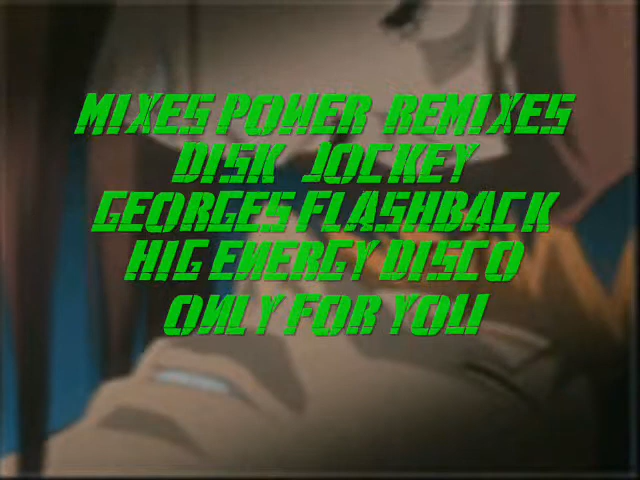 MIXES POWER REMIXES
DISK JOCKEY
GEORGES FLASHBACK
HIG ENERGY DISCO
ONLY FOR YOU